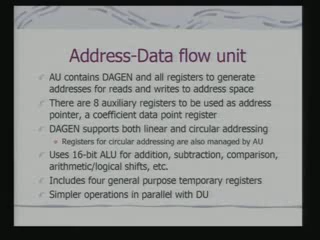 Address-Data flow unit
AU contains DAGEN and all registers to generate
addresses for reads and writes to address space
There are 8 auxiliary registers to be used as address
pointer, a coefficient data point register
DAGEN supports both linear and circular addressing
Registers for circular addressing are also managed by AU
Uses 16-bit ALU for addition, subtraction, comparison,
arithmetic/logical shifts, etc.
Includes four general purpose temporary registers
Simpler operations in parallel with DU